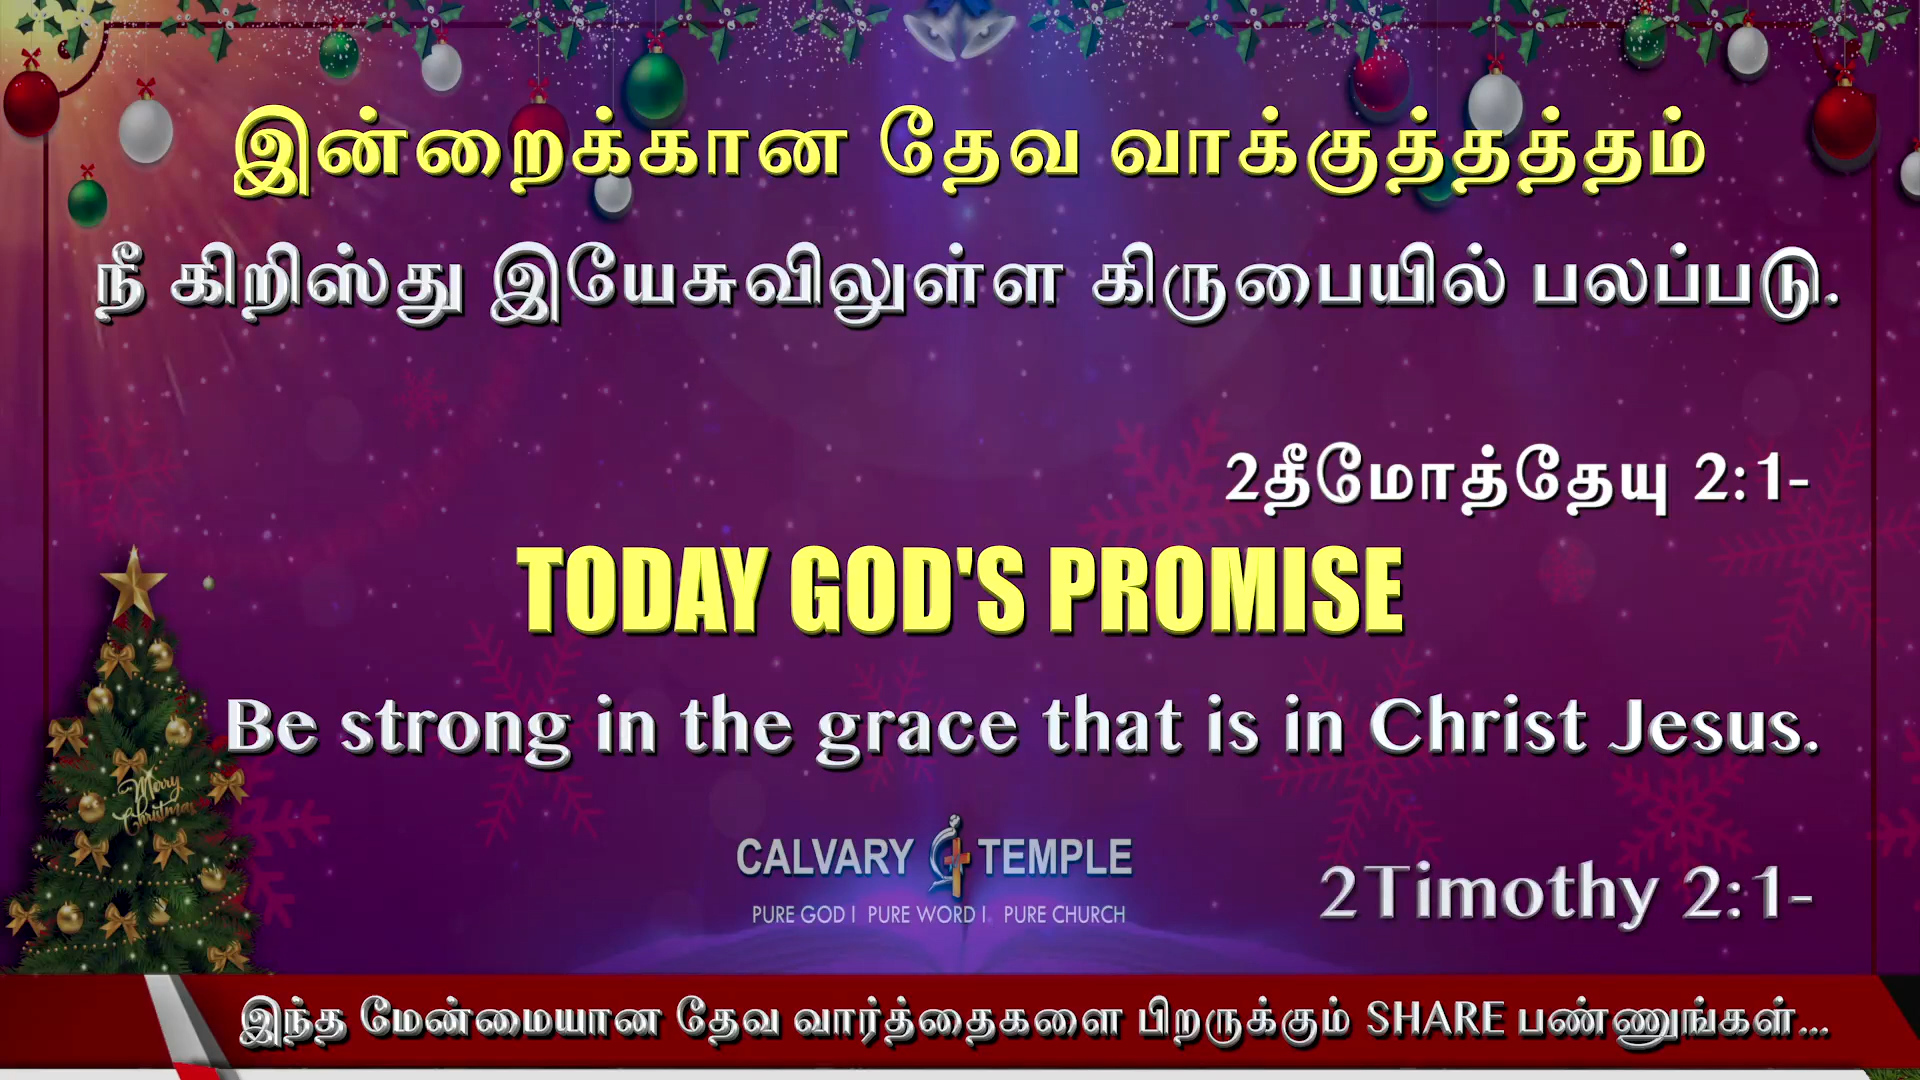 இன்றைக்கான தேவ வாக்குத்தத்தம்
நீ கிறிஸ்து இயேசுவிலுள்ள கிருபையில் பலப்படு.
2தீமோத்தேயு 2:1-
TODAY GOD'S PROMISE
Be strong in the grace that is in Christ Jesus.
Merry
Christmas
CALVARY TEMPLE
PURE GOD I PURE WORD I PURE CHURCH
2Timothy 2:1-
இந்த மேன்மையான தேவ வார்த்தைகளை பிறருக்கும் SHARE பண்ணுங்கள்...